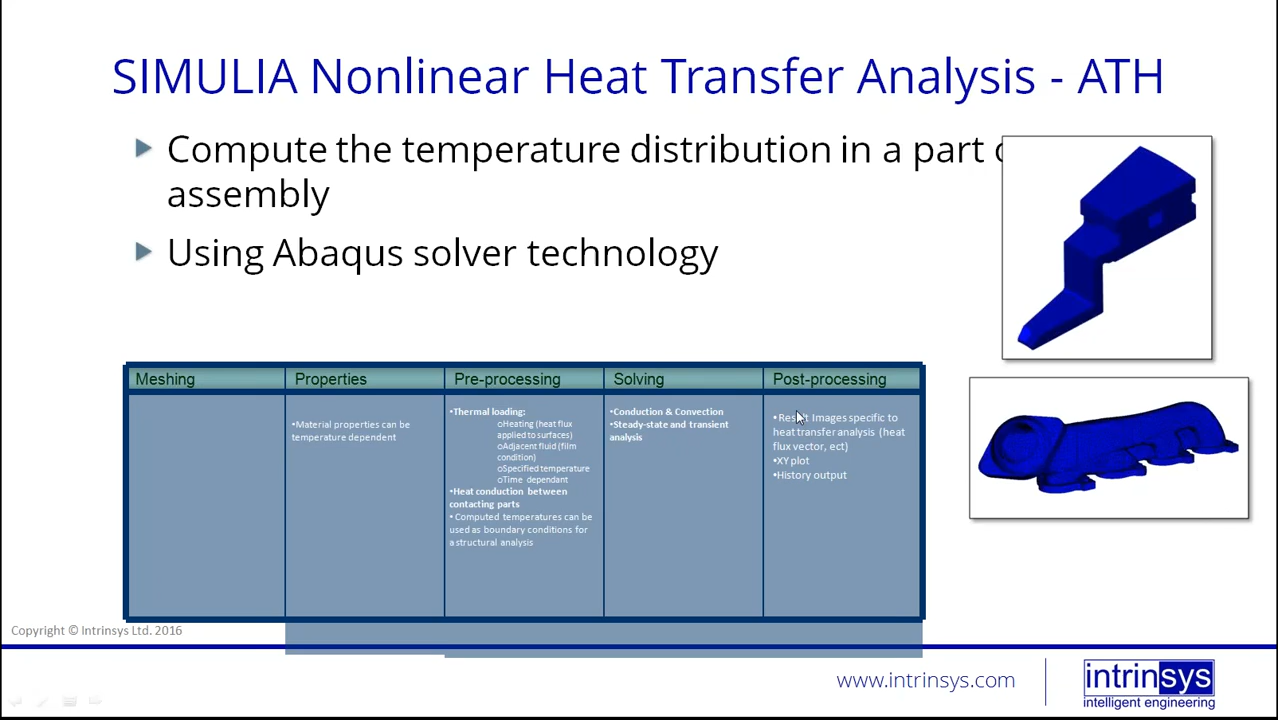 SIMULIA Nonlinear Heat Transfer Analysis - ATH
Compute the temperature distribution in a part
assembly
Using Abaqus solver technology
Meshing
Properties
Pre-processing
Solving
Post-processing
•Material properties can be
temperature dependent
•Thermal loading:
oHeating (heat flux
applied to surfaces)
oAdjacent fluid (film
condition)
oSpecified temperature
oTime dependant
•Heat conduction between
contacting parts
• Computed temperatures can be
used as boundary conditions for
a structural analysis
•Conduction & Convection
•Steady-state and transient
analysis
•Result Images specific to
heat transfer analysis (heat
flux vector, ect)
•XY plot
•History output
Copyright © Intrinsys Ltd. 2016
www.intrinsys.com
intrinsys
intelligent engineering